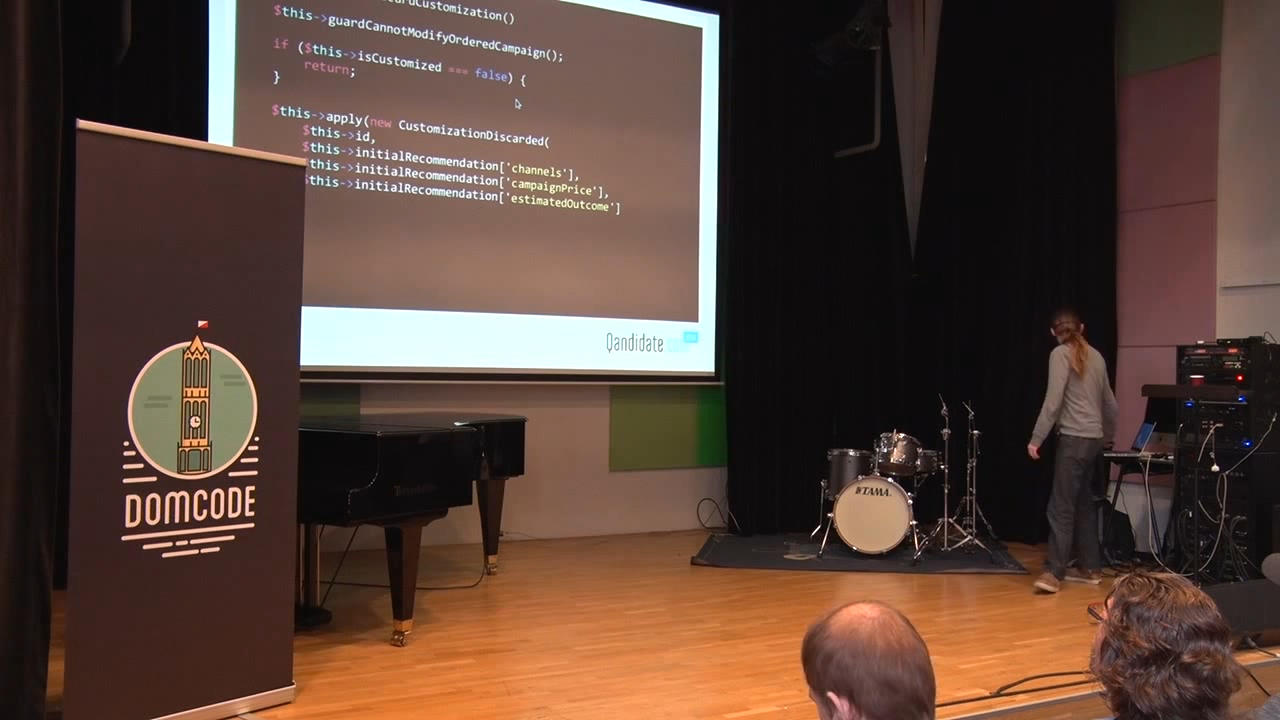 $this->guardCannotModifyOrderedCampaign();
if ($this->isCustomized === false) {
return;
}
$this->apply(new CustomizationDiscarded(
$this->id,
$this->initialRecommendation['channels'],
$this->initialRecommendation['campaignPrice'],
$this->initialRecommendation['estimatedOutcome']
Qandidate
DOMCODE
TAMA